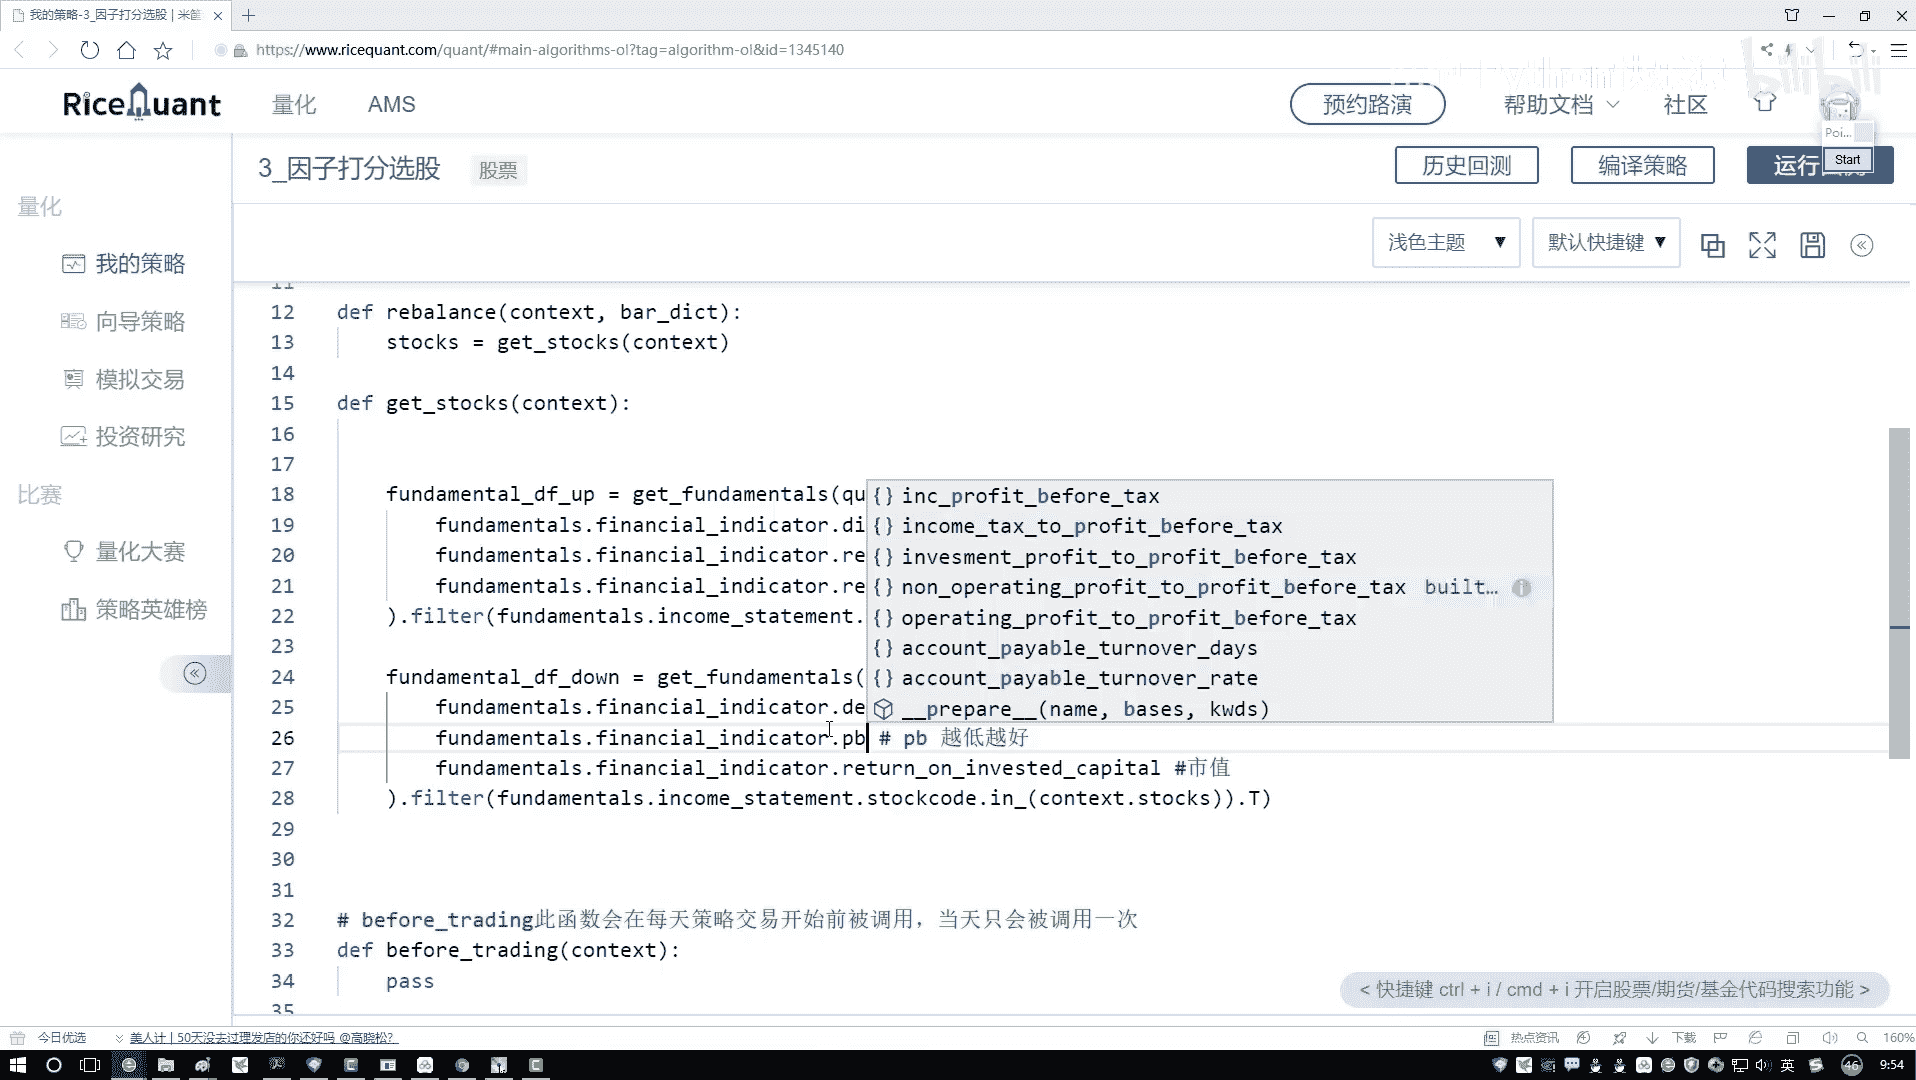 我的策略-3_因子打分选股 | 米筐
https://www.ricequant.com/quant/#main-algorithms-ol?tag=algorithm-ol&id=1345140
RiceQuant
量化
AMS
预约路演
帮助文档
社区
Poi...
Start
3_因子打分选股
股票
历史回测
编译策略
运行
量化
我的策略
向导策略
模拟交易
投资研究
比赛
量化大赛
策略英雄榜
浅色主题 ▼
默认快捷键 ▼
11
12 def rebalance(context, bar_dict):
13 stocks = get_stocks(context)
14
15 def get_stocks(context):
16
17
18 fundamental_df_up = get_fundamentals(qu
19 fundamentals.financial_indicator.di
20 fundamentals.financial_indicator.re
21 fundamentals.financial_indicator.re
22 ).filter(fundamentals.income_statement.
23
24 fundamental_df_down = get_fundamentals(
25 fundamentals.financial_indicator.de
26 fundamentals.financial_indicator.pb # pb 越低越好
27 fundamentals.financial_indicator.return_on_invested_capital #市值
28 ).filter(fundamentals.income_statement.stockcode.in_(context.stocks)).T)
29
30
31
32 # before_trading此函数会在每天策略交易开始前被调用，当天只会被调用一次
33 def before_trading(context):
34 pass
35
{} inc_profit_before_tax
{} income_tax_to_profit_before_tax
{} invesment_profit_to_profit_before_tax
{} non_operating_profit_to_profit_before_tax built…
{} operating_profit_to_profit_before_tax
{} account_payable_turnover_days
{} account_payable_turnover_rate
__prepare__(name, bases, kwds)
< 快捷键 ctrl + i / cmd + i 开启股票/期货/基金代码搜索功能 >
今日优选
美人计 | 50天没去过理发店的你还好吗 @高晓松?
热点资讯
下载
160%
英
46
9:54